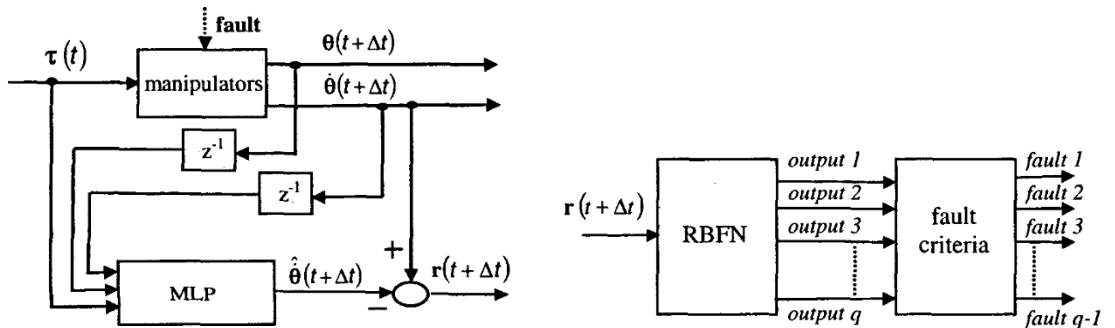 fault
τ(t)
θ(t+Δt)
manipulators
θ̇(t+Δt)
z⁻¹
z⁻¹
+
MLP
θ̇̂(t+Δt)
−
r(t+Δt)
r(t+Δt)
RBFN
output 1
output 2
output 3
output q
fault
criteria
fault 1
fault 2
fault 3
fault q-1